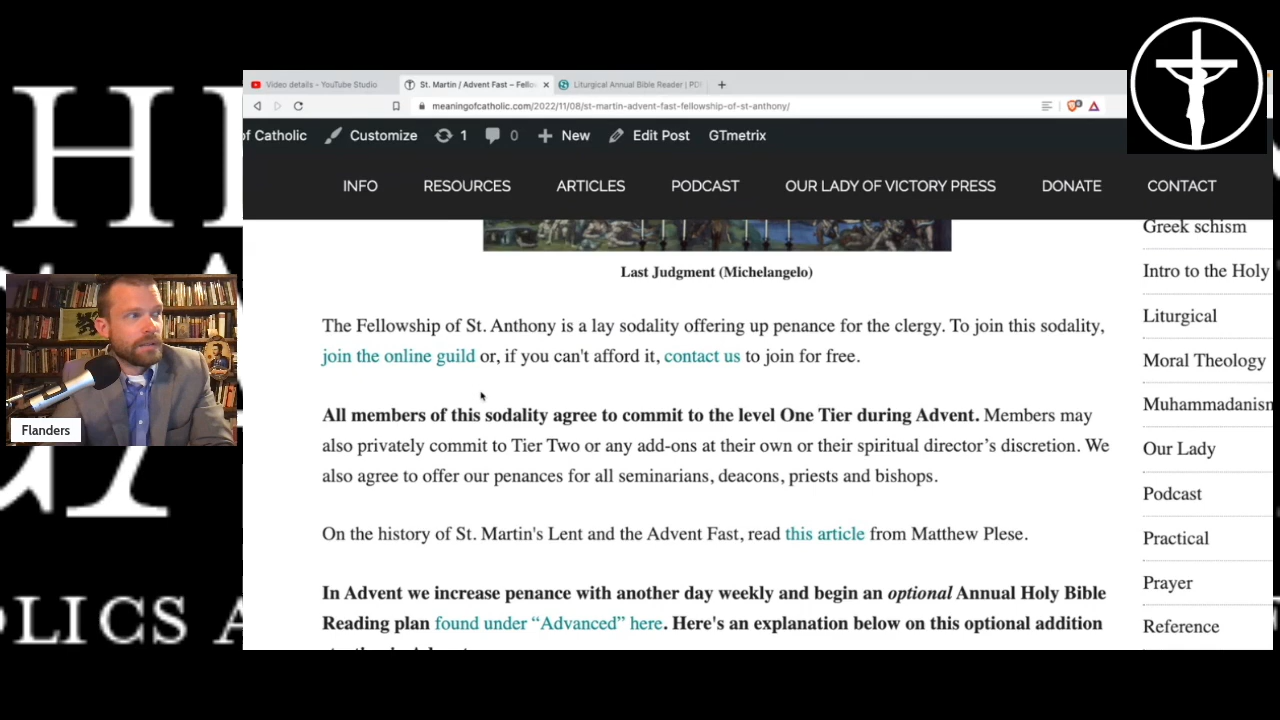 Video details - YouTube Studio
St. Martin / Advent Fast – Fello
Liturgical Annual Bible Reader | PD
meaningofcatholic.com/2022/11/08/st-martin-advent-fast-fellowship-of-st-anthony/
of Catholic Customize 1 0 New Edit Post GTmetrix
INFO RESOURCES ARTICLES PODCAST OUR LADY OF VICTORY PRESS DONATE CONTACT
Last Judgment (Michelangelo)
The Fellowship of St. Anthony is a lay sodality offering up penance for the clergy. To join this sodality,
join the online guild or, if you can't afford it, contact us to join for free.
All members of this sodality agree to commit to the level One Tier during Advent. Members may
also privately commit to Tier Two or any add-ons at their own or their spiritual director's discretion. We
also agree to offer our penances for all seminarians, deacons, priests and bishops.
On the history of St. Martin's Lent and the Advent Fast, read this article from Matthew Plese.
In Advent we increase penance with another day weekly and begin an optional Annual Holy Bible
Reading plan found under “Advanced” here. Here's an explanation below on this optional addition
Greek schism
Intro to the Holy
Liturgical
Moral Theology
Muhammadanism
Our Lady
Podcast
Practical
Prayer
Reference
Flanders
OLICS A